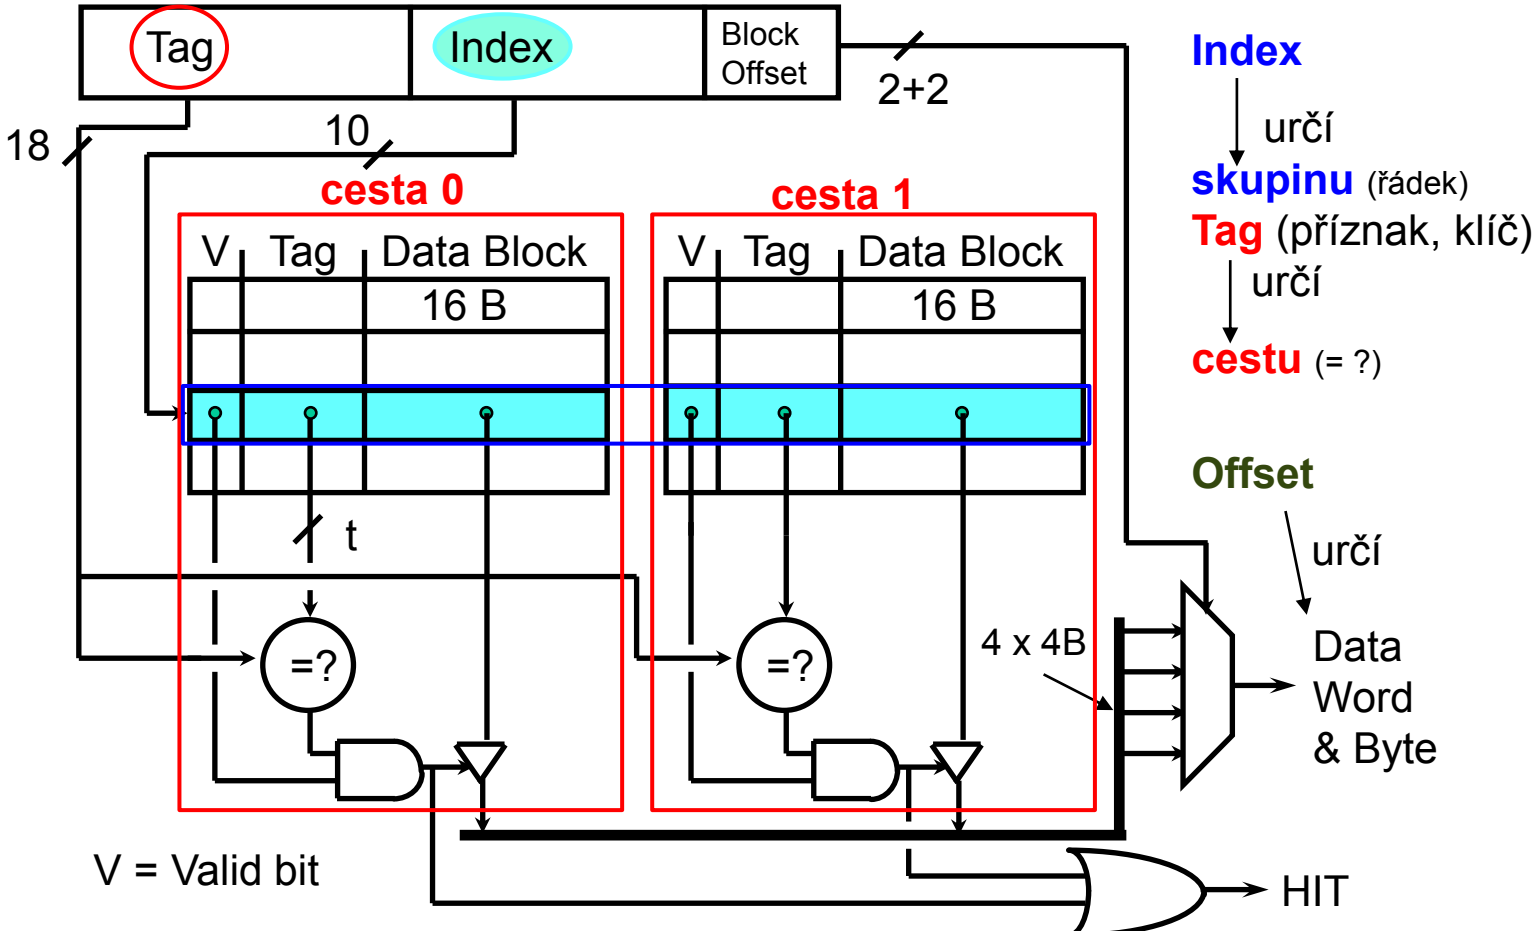 Tag
Index
Block
Offset
2+2
18
10
cesta 0
cesta 1
V Tag Data Block
16 B
V Tag Data Block
16 B
t
=?
=?
4 x 4B
V = Valid bit
HIT
Index
určí
skupinu (řádek)
Tag (příznak, klíč)
určí
cestu (= ?)
Offset
určí
Data
Word
& Byte